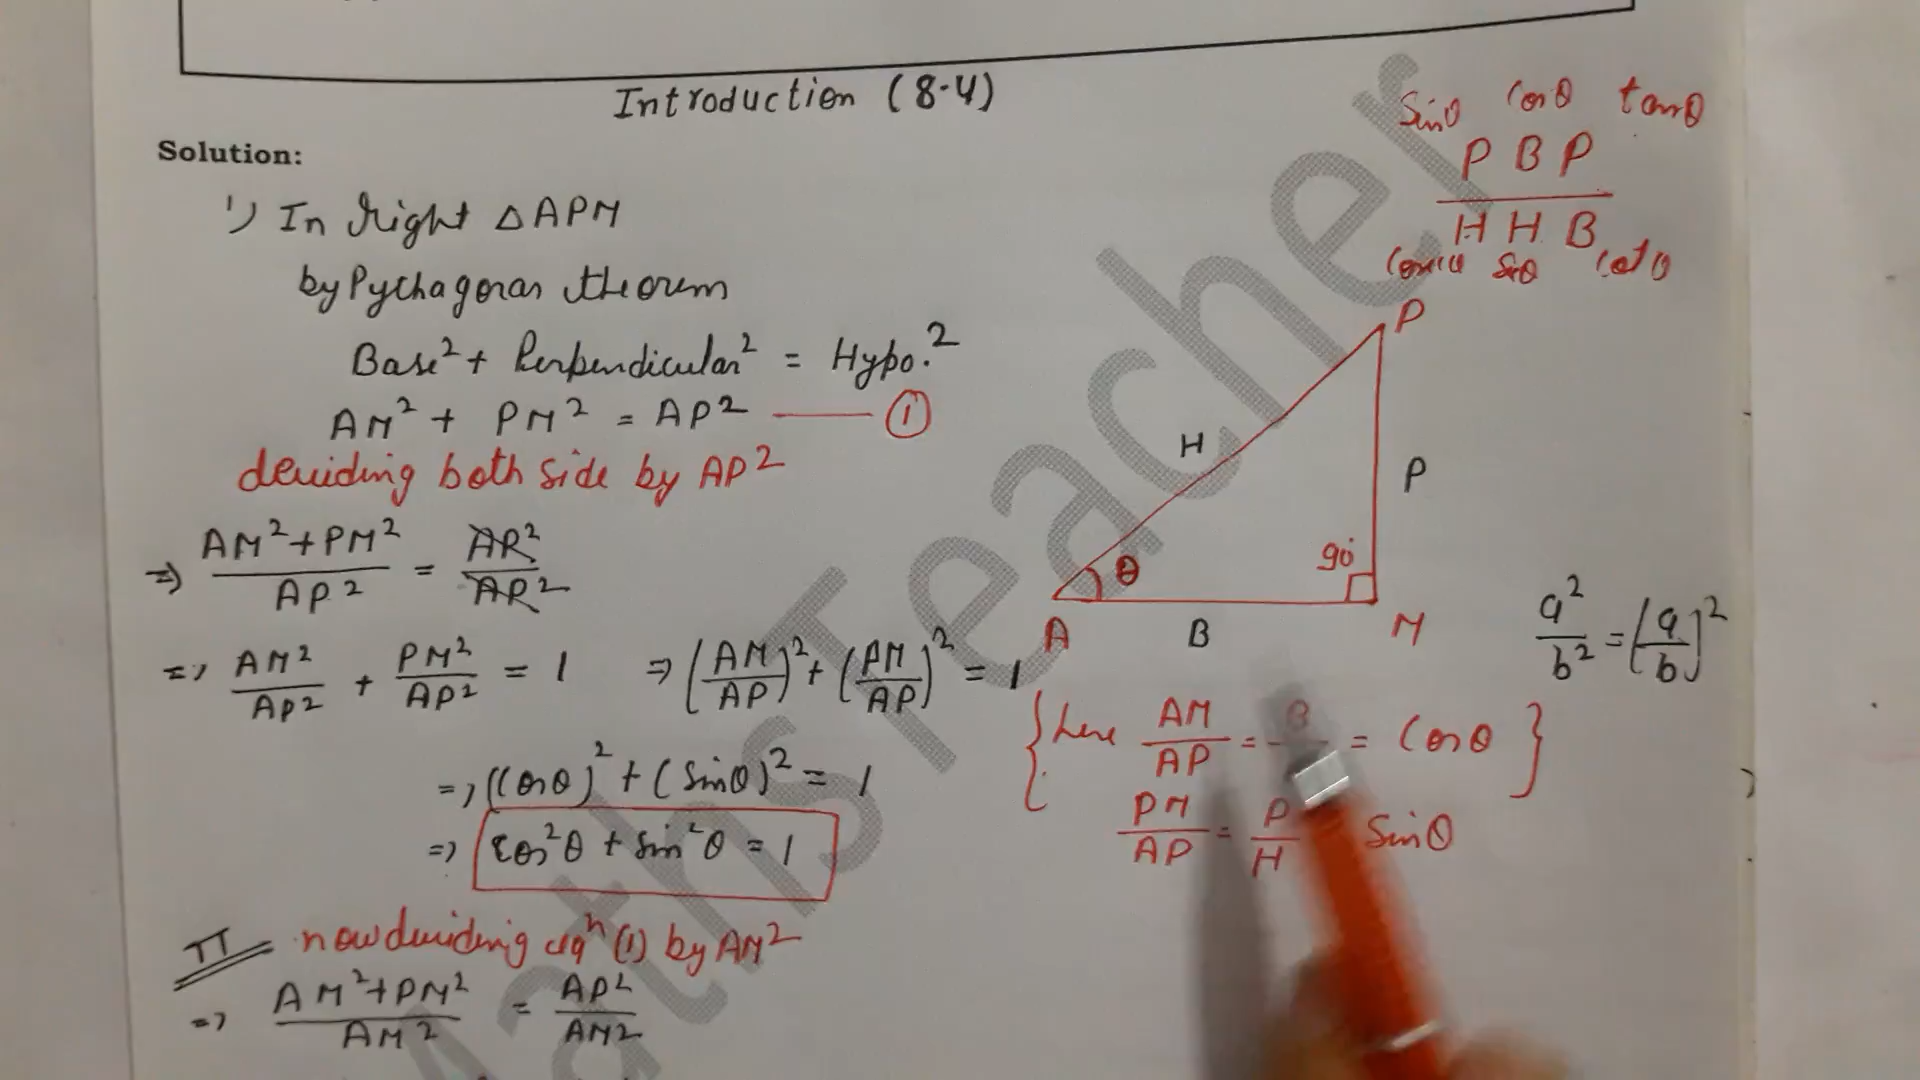 Introduction (8.4)
Solution:
1) In right △APM
by Pythagoras theorem
Base² + Perpendicular² = Hypo.²
AM² + PM² = AP² —— ①
deviding both side by AP²
=> AM²+PM² / AP² = AP² / AP²
=> AM² / AP² + PM² / AP² = 1 => (AM / AP)² + (PM / AP)² = 1
=> (Cosθ)² + (Sinθ)² = 1
=> Cos²θ + Sin²θ = 1
II now deviding eqⁿ (1) by AM²
=> AM²+PM² / AM² = AP² / AM²
Sinθ Cosθ tanθ
P B P
H H B
Cosecθ Secθ Cotθ
P
H
P
90°
θ
A
B
M
a² / b² = (a / b)²
{ here AM / AP = B = Cosθ }
PM / AP = P / H Sinθ
Maths Teacher